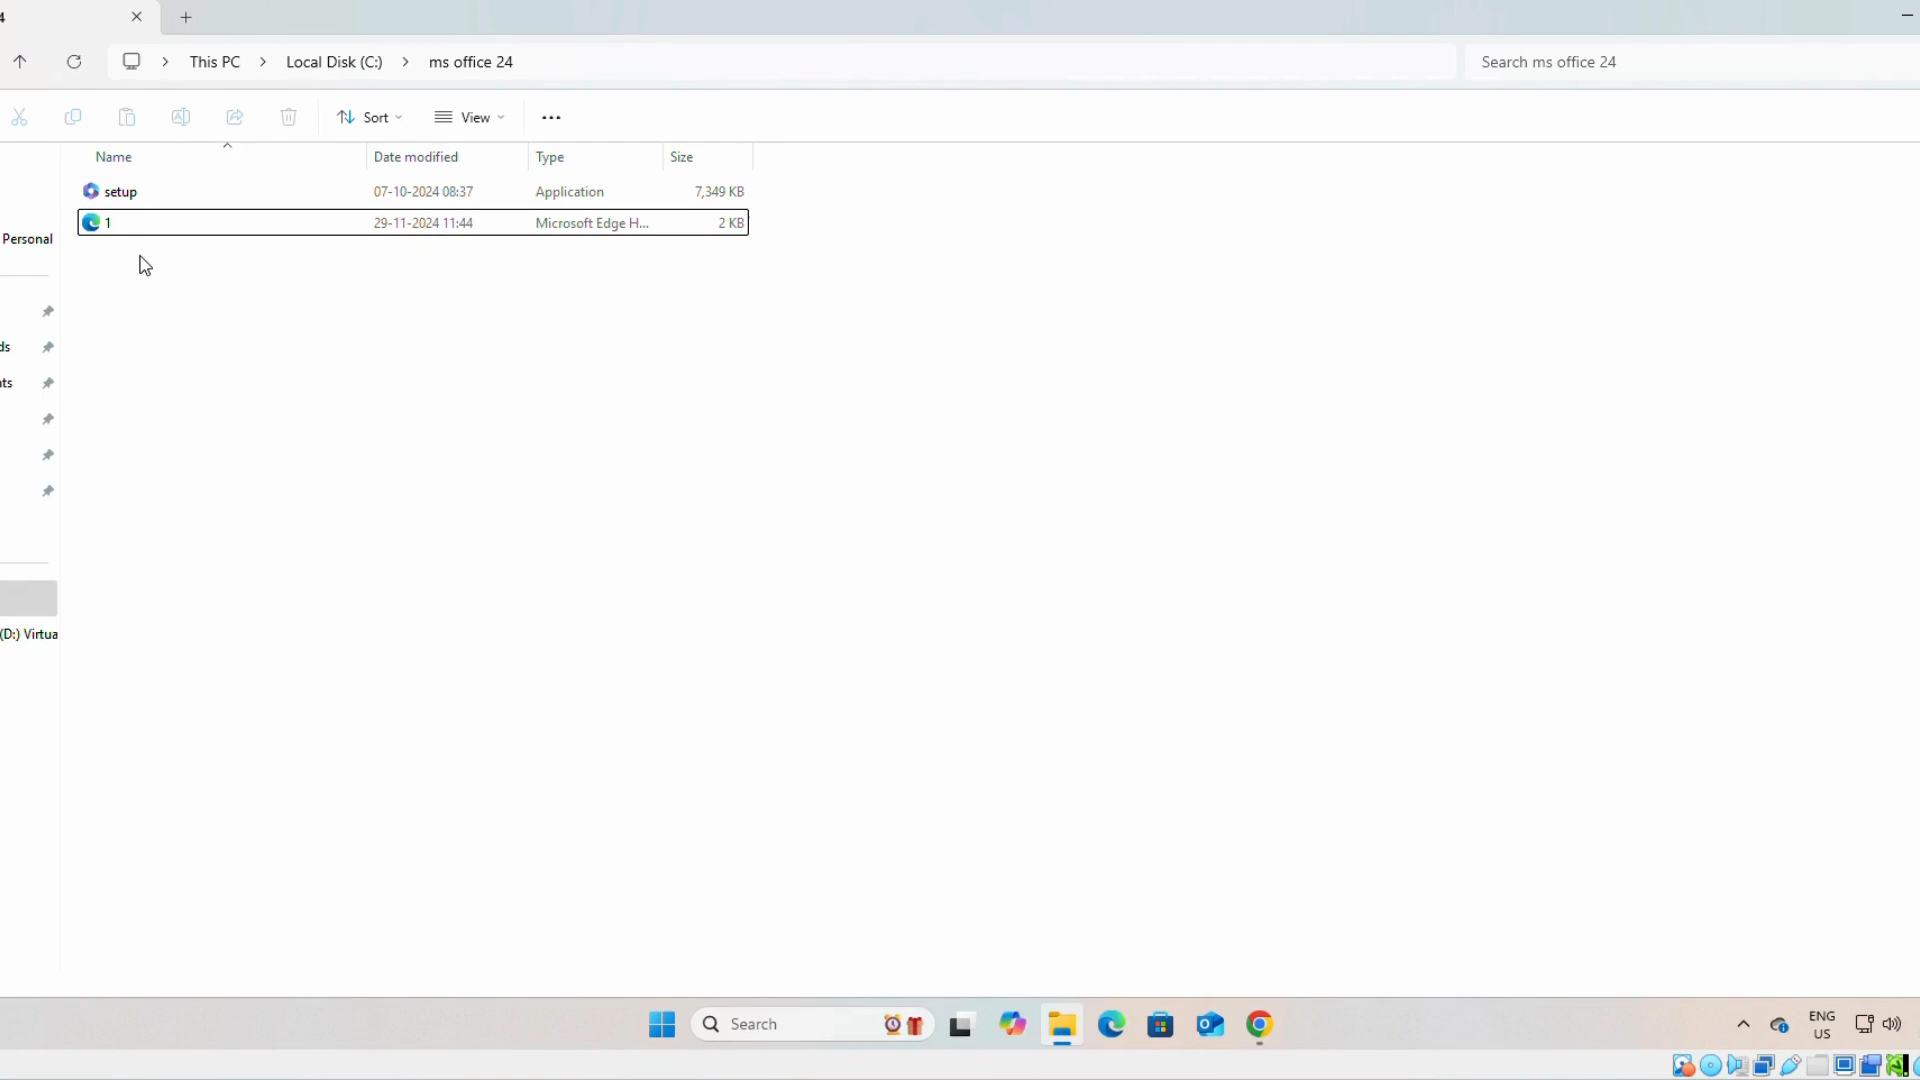 4
This PC > Local Disk (C:) > ms office 24
Search ms office 24
Sort
View
Name Date modified Type Size
setup 07-10-2024 08:37 Application 7,349 KB
1 29-11-2024 11:44 Microsoft Edge H... 2 KB
Personal
ds
nts
(D:) Virtua
Search
ENG
US